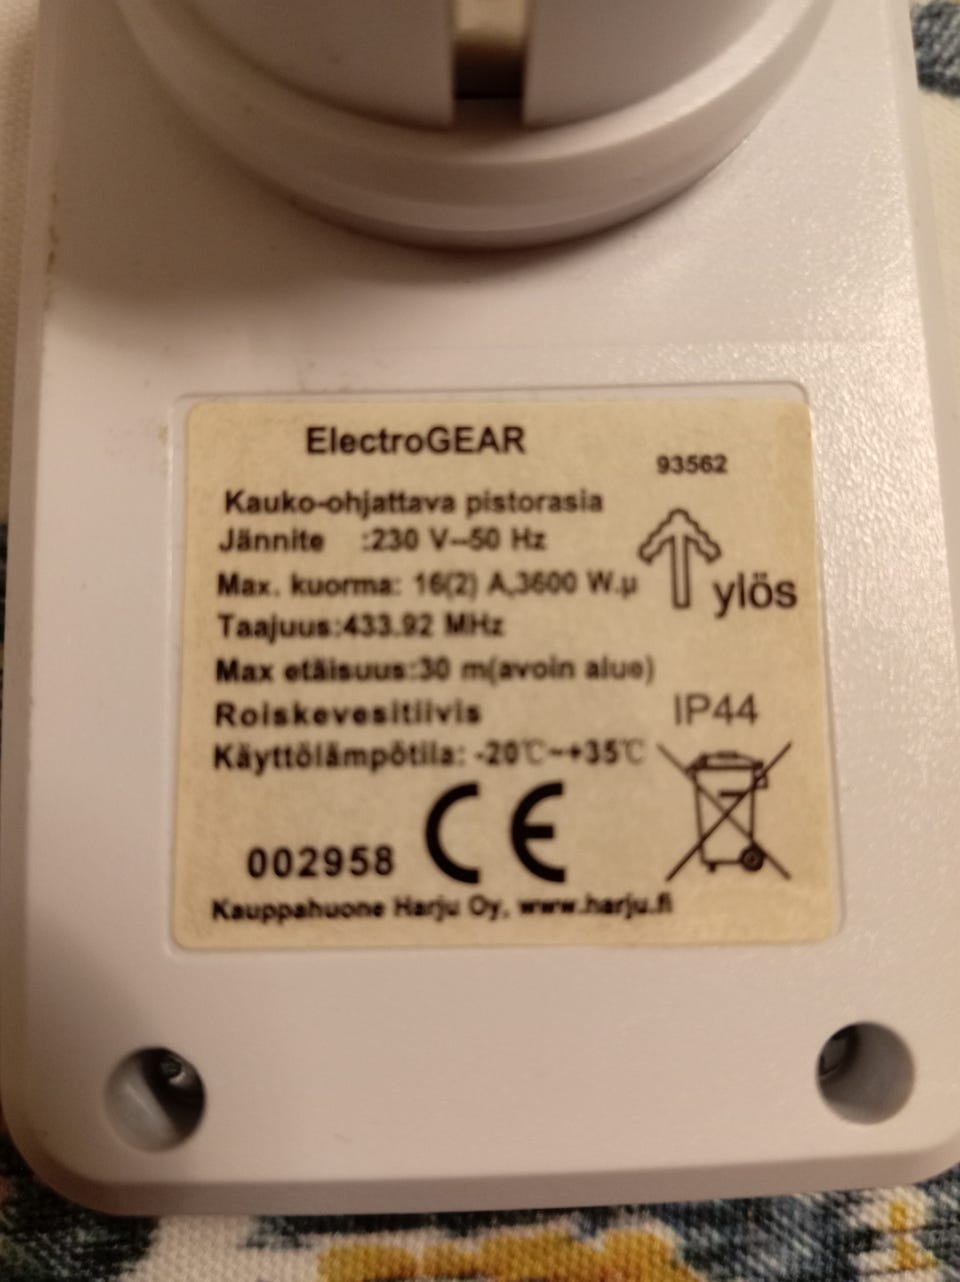 ElectroGEAR
93562
Kauko-ohjattava pistorasia
Jännite :230 V~50 Hz
Max. kuorma: 16(2) A,3600 W.µ
ylös
Taajuus:433.92 MHz
Max etäisuus:30 m(avoin alue)
Roiskevesitiivis IP44
Käyttölämpötila: -20℃~+35℃
002958 CE
Kauppahuone Harju Oy, www.harju.fi